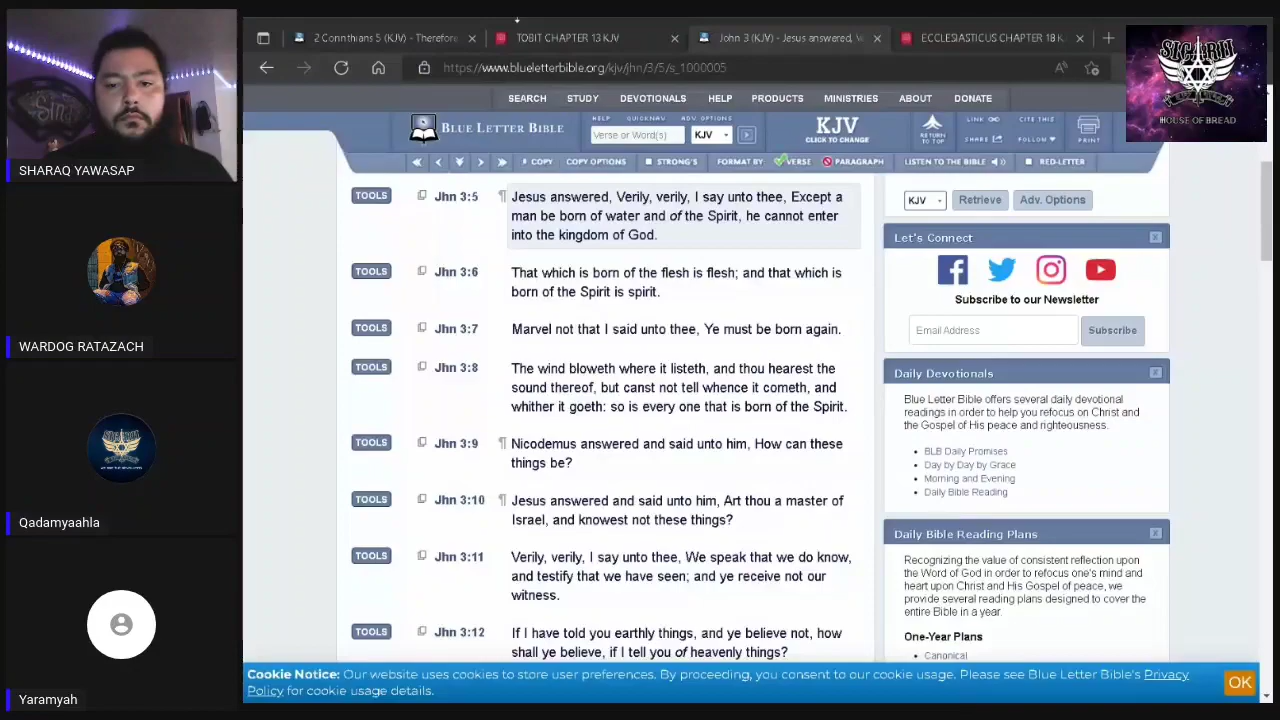 SHARAQ YAWASAP
WARDOG RATAZACH
Qadamyaahla
Yaramyah
2 Corinthians 5 (KJV) - Therefore
TOBIT CHAPTER 13 KJV
John 3 (KJV) - Jesus answered, V
ECCLESIASTICUS CHAPTER 18 K
https://www.blueletterbible.org/kjv/jhn/3/5/s_1000005
SICARII
HOUSE OF BREAD
SEARCH STUDY DEVOTIONALS HELP PRODUCTS MINISTRIES ABOUT DONATE
BLUE LETTER BIBLE
HELP QUICKNAV ADV OPTIONS
Verse or Word(s) KJV
KJV
CLICK TO CHANGE
RETURN
TO TOP
LINK CITE THIS
SHARE FOLLOW
PRINT
COPY COPY OPTIONS STRONG'S FORMAT BY VERSE PARAGRAPH LISTEN TO THE BIBLE RED-LETTER
TOOLS Jhn 3:5 ¶ Jesus answered, Verily, verily, I say unto thee, Except a
man be born of water and of the Spirit, he cannot enter
into the kingdom of God.
TOOLS Jhn 3:6 That which is born of the flesh is flesh; and that which is
born of the Spirit is spirit.
TOOLS Jhn 3:7 Marvel not that I said unto thee, Ye must be born again.
TOOLS Jhn 3:8 The wind bloweth where it listeth, and thou hearest the
sound thereof, but canst not tell whence it cometh, and
whither it goeth: so is every one that is born of the Spirit.
TOOLS Jhn 3:9 ¶ Nicodemus answered and said unto him, How can these
things be?
TOOLS Jhn 3:10 ¶ Jesus answered and said unto him, Art thou a master of
Israel, and knowest not these things?
TOOLS Jhn 3:11 Verily, verily, I say unto thee, We speak that we do know,
and testify that we have seen; and ye receive not our
witness.
TOOLS Jhn 3:12 If I have told you earthly things, and ye believe not, how
shall ye believe, if I tell you of heavenly things?
KJV Retrieve Adv. Options
Let's Connect
Subscribe to our Newsletter
Email Address Subscribe
Daily Devotionals
Blue Letter Bible offers several daily devotional
readings in order to help you refocus on Christ and
the Gospel of His peace and righteousness.
BLB Daily Promises
Day by Day by Grace
Morning and Evening
Daily Bible Reading
Daily Bible Reading Plans
Recognizing the value of consistent reflection upon
the Word of God in order to refocus one's mind and
heart upon Christ and His Gospel of peace, we
provide several reading plans designed to cover the
entire Bible in a year.
One-Year Plans
Canonical
Cookie Notice: Our website uses cookies to store user preferences. By proceeding, you consent to our cookie usage. Please see Blue Letter Bible's Privacy
Policy for cookie usage details.
OK